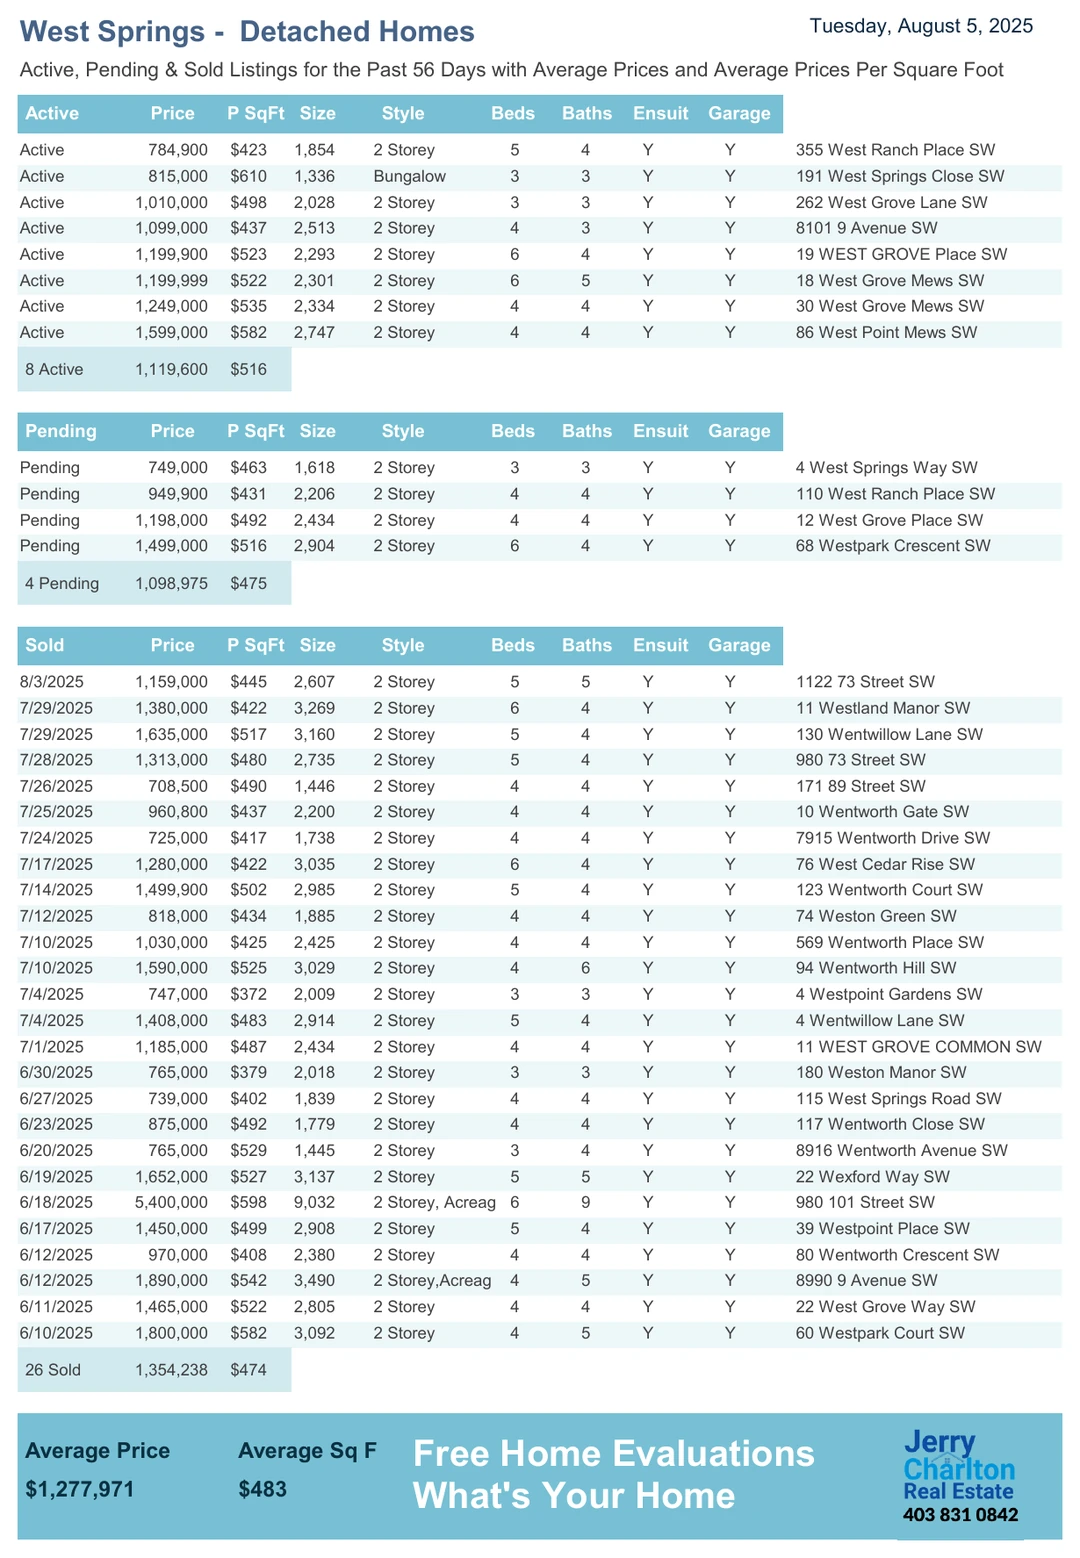 West Springs -  Detached Homes
Tuesday, August 5, 2025
Active, Pending & Sold Listings for the Past 56 Days with Average Prices and Average Prices Per Square Foot
Active Price P SqFt Size Style Beds Baths Ensuit Garage
Active 784,900 $423 1,854 2 Storey 5 4 Y Y 355 West Ranch Place SW
Active 815,000 $610 1,336 Bungalow 3 3 Y Y 191 West Springs Close SW
Active 1,010,000 $498 2,028 2 Storey 3 3 Y Y 262 West Grove Lane SW
Active 1,099,000 $437 2,513 2 Storey 4 3 Y Y 8101 9 Avenue SW
Active 1,199,900 $523 2,293 2 Storey 6 4 Y Y 19 WEST GROVE Place SW
Active 1,199,999 $522 2,301 2 Storey 6 5 Y Y 18 West Grove Mews SW
Active 1,249,000 $535 2,334 2 Storey 4 4 Y Y 30 West Grove Mews SW
Active 1,599,000 $582 2,747 2 Storey 4 4 Y Y 86 West Point Mews SW
8 Active 1,119,600 $516
Pending Price P SqFt Size Style Beds Baths Ensuit Garage
Pending 749,000 $463 1,618 2 Storey 3 3 Y Y 4 West Springs Way SW
Pending 949,900 $431 2,206 2 Storey 4 4 Y Y 110 West Ranch Place SW
Pending 1,198,000 $492 2,434 2 Storey 4 4 Y Y 12 West Grove Place SW
Pending 1,499,000 $516 2,904 2 Storey 6 4 Y Y 68 Westpark Crescent SW
4 Pending 1,098,975 $475
Sold Price P SqFt Size Style Beds Baths Ensuit Garage
8/3/2025 1,159,000 $445 2,607 2 Storey 5 5 Y Y 1122 73 Street SW
7/29/2025 1,380,000 $422 3,269 2 Storey 6 4 Y Y 11 Westland Manor SW
7/29/2025 1,635,000 $517 3,160 2 Storey 5 4 Y Y 130 Wentwillow Lane SW
7/28/2025 1,313,000 $480 2,735 2 Storey 5 4 Y Y 980 73 Street SW
7/26/2025 708,500 $490 1,446 2 Storey 4 4 Y Y 171 89 Street SW
7/25/2025 960,800 $437 2,200 2 Storey 4 4 Y Y 10 Wentworth Gate SW
7/24/2025 725,000 $417 1,738 2 Storey 4 4 Y Y 7915 Wentworth Drive SW
7/17/2025 1,280,000 $422 3,035 2 Storey 6 4 Y Y 76 West Cedar Rise SW
7/14/2025 1,499,900 $502 2,985 2 Storey 5 4 Y Y 123 Wentworth Court SW
7/12/2025 818,000 $434 1,885 2 Storey 4 4 Y Y 74 Weston Green SW
7/10/2025 1,030,000 $425 2,425 2 Storey 4 4 Y Y 569 Wentworth Place SW
7/10/2025 1,590,000 $525 3,029 2 Storey 4 6 Y Y 94 Wentworth Hill SW
7/4/2025 747,000 $372 2,009 2 Storey 3 3 Y Y 4 Westpoint Gardens SW
7/4/2025 1,408,000 $483 2,914 2 Storey 5 4 Y Y 4 Wentwillow Lane SW
7/1/2025 1,185,000 $487 2,434 2 Storey 4 4 Y Y 11 WEST GROVE COMMON SW
6/30/2025 765,000 $379 2,018 2 Storey 3 3 Y Y 180 Weston Manor SW
6/27/2025 739,000 $402 1,839 2 Storey 4 4 Y Y 115 West Springs Road SW
6/23/2025 875,000 $492 1,779 2 Storey 4 4 Y Y 117 Wentworth Close SW
6/20/2025 765,000 $529 1,445 2 Storey 3 4 Y Y 8916 Wentworth Avenue SW
6/19/2025 1,652,000 $527 3,137 2 Storey 5 5 Y Y 22 Wexford Way SW
6/18/2025 5,400,000 $598 9,032 2 Storey, Acreag 6 9 Y Y 980 101 Street SW
6/17/2025 1,450,000 $499 2,908 2 Storey 5 4 Y Y 39 Westpoint Place SW
6/12/2025 970,000 $408 2,380 2 Storey 4 4 Y Y 80 Wentworth Crescent SW
6/12/2025 1,890,000 $542 3,490 2 Storey,Acreag 4 5 Y Y 8990 9 Avenue SW
6/11/2025 1,465,000 $522 2,805 2 Storey 4 4 Y Y 22 West Grove Way SW
6/10/2025 1,800,000 $582 3,092 2 Storey 4 5 Y Y 60 Westpark Court SW
26 Sold 1,354,238 $474
Average Price Average Sq F
$1,277,971 $483
Free Home Evaluations
What's Your Home
Jerry
Charlton
Real Estate
403 831 0842